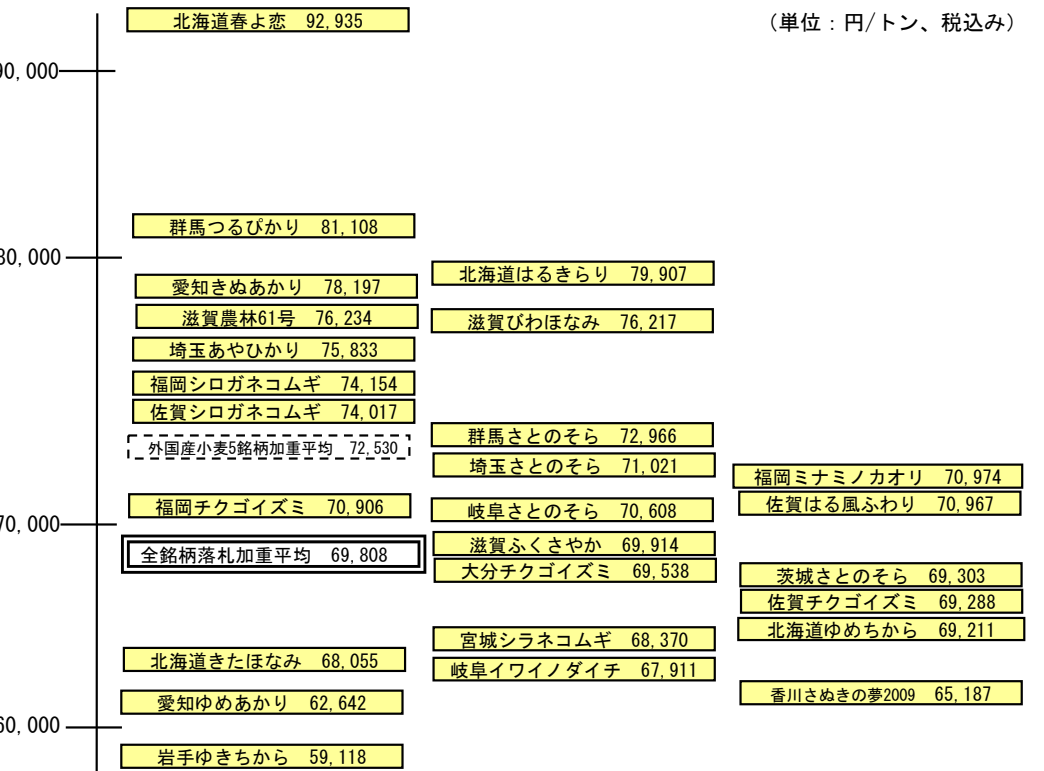 北海道春よ恋 92,935
(単位：円/トン、税込み)
90,000
群馬つるぴかり 81,108
80,000
北海道はるきらり 79,907
愛知きぬあかり 78,197
滋賀農林61号 76,234
滋賀びわほなみ 76,217
埼玉あやひかり 75,833
福岡シロガネコムギ 74,154
佐賀シロガネコムギ 74,017
群馬さとのそら 72,966
外国産小麦5銘柄加重平均 72,530
埼玉さとのそら 71,021
福岡ミナミノカオリ 70,974
佐賀はる風ふわり 70,967
福岡チクゴイズミ 70,906
岐阜さとのそら 70,608
70,000
滋賀ふくさやか 69,914
全銘柄落札加重平均 69,808
大分チクゴイズミ 69,538
茨城さとのそら 69,303
佐賀チクゴイズミ 69,288
北海道ゆめちから 69,211
宮城シラネコムギ 68,370
北海道きたほなみ 68,055
岐阜イワイノダイチ 67,911
香川さぬきの夢2009 65,187
愛知ゆめあかり 62,642
60,000
岩手ゆきちから 59,118